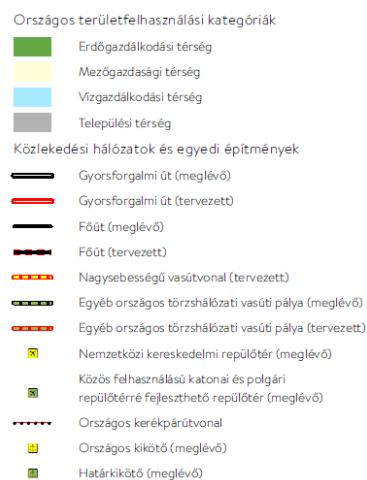 Országos területfelhasználási kategóriák
Erdőgazdálkodási térség
Mezőgazdasági térség
Vízgazdálkodási térség
Települési térség
Közlekedési hálózatok és egyedi építmények
Gyorsforgalmi út (meglévő)
Gyorsforgalmi út (tervezett)
Főút (meglévő)
Főút (tervezett)
Nagysebességű vasútvonal (tervezett)
Egyéb országos törzshálózati vasúti pálya (meglévő)
Egyéb országos törzshálózati vasúti pálya (tervezett)
Nemzetközi kereskedelmi repülőtér (meglévő)
Közös felhasználású katonai és polgári
repülőtérré fejleszthető repülőtér (meglévő)
Országos kerékpárútvonal
Országos kikötő (meglévő)
Határkikötő (meglévő)